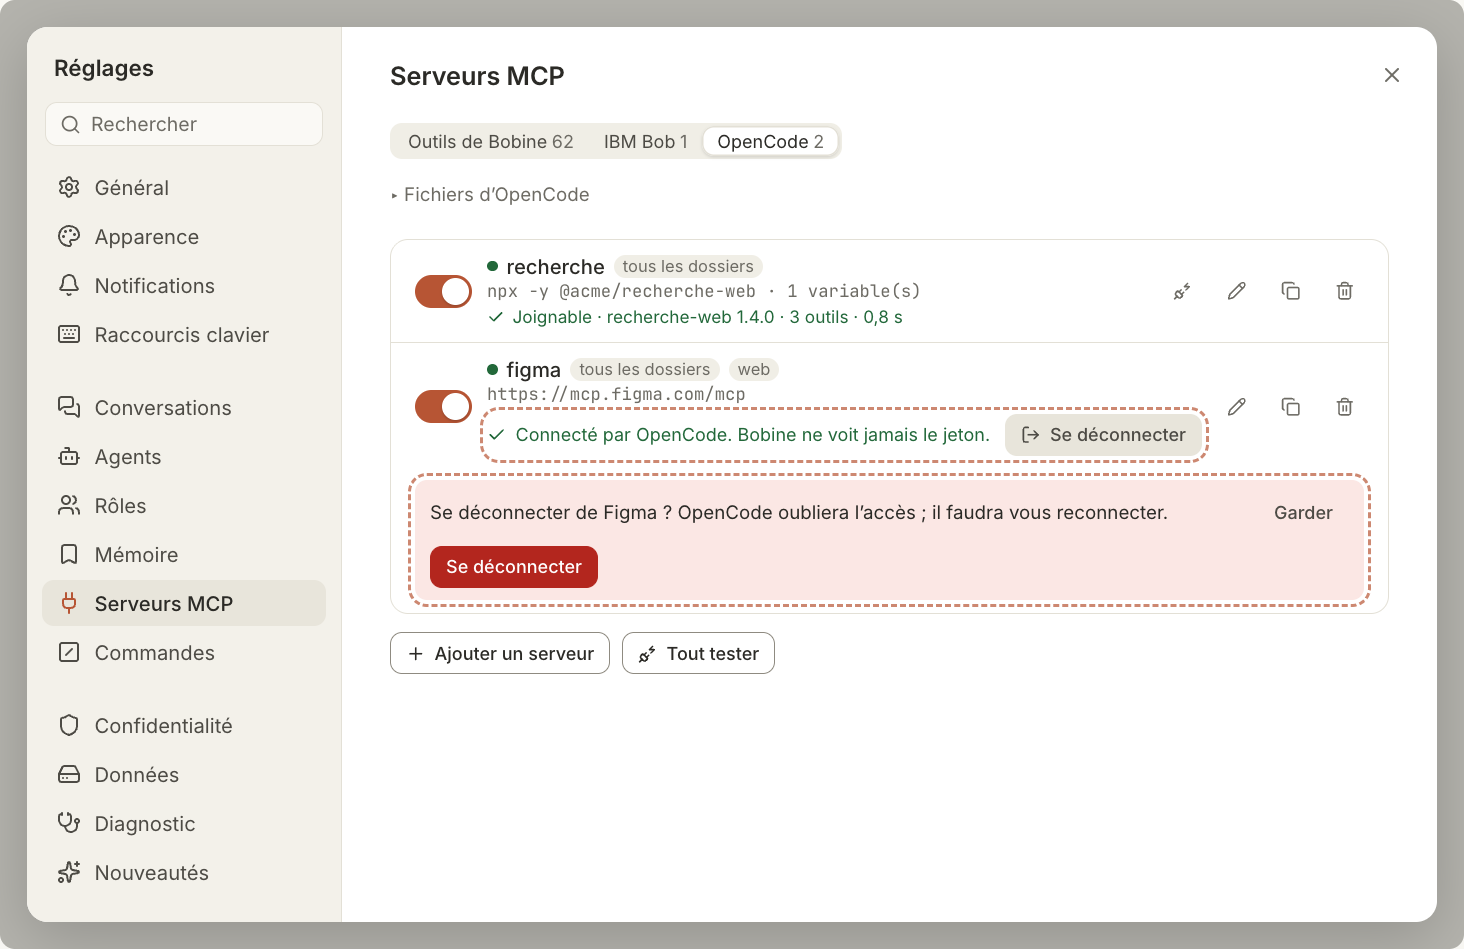 Réglages
Rechercher
Général
Apparence
Notifications
Raccourcis clavier
Conversations
Agents
Rôles
Mémoire
Serveurs MCP
Commandes
Confidentialité
Données
Diagnostic
Nouveautés
Serveurs MCP
Outils de Bobine 62 IBM Bob 1 OpenCode 2
Fichiers d’OpenCode
recherche tous les dossiers
npx -y @acme/recherche-web · 1 variable(s)
Joignable · recherche-web 1.4.0 · 3 outils · 0,8 s
figma tous les dossiers web
https://mcp.figma.com/mcp
Connecté par OpenCode. Bobine ne voit jamais le jeton. Se déconnecter
Se déconnecter de Figma ? OpenCode oubliera l’accès ; il faudra vous reconnecter. Garder
Se déconnecter
Ajouter un serveur Tout tester